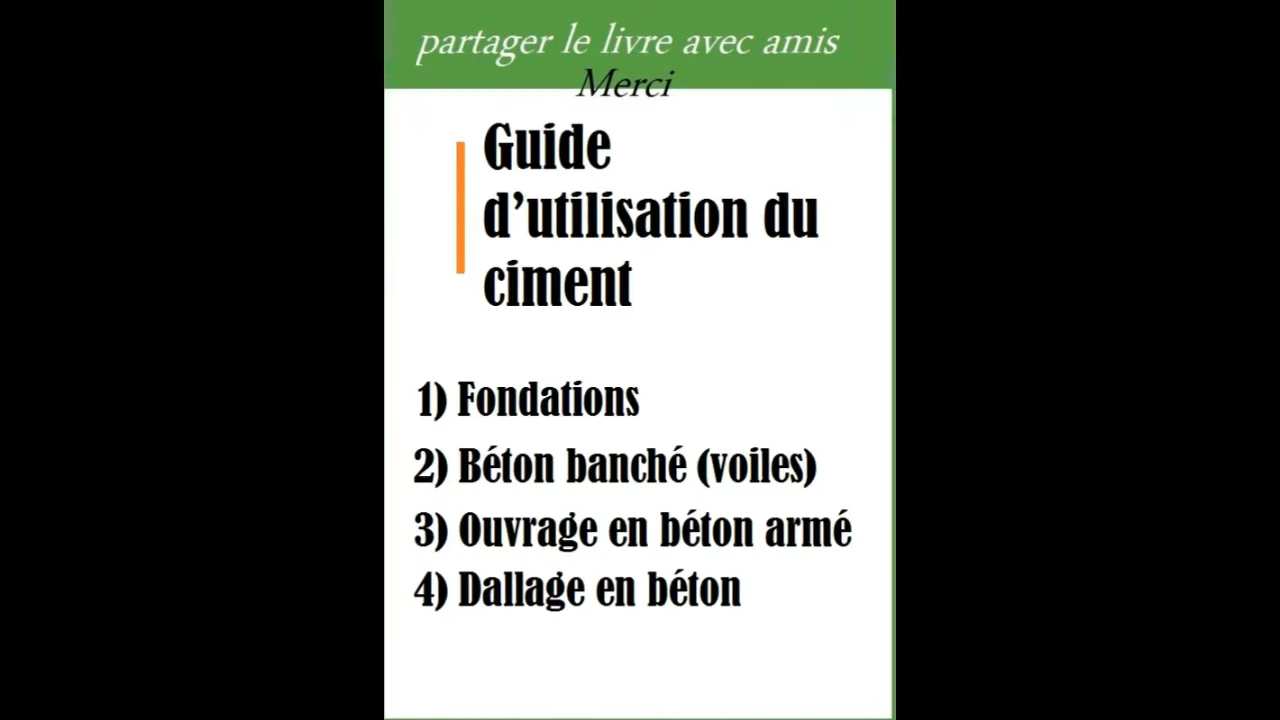 partager le livre avec amis
Merci
Guide
d’utilisation du
ciment
1) Fondations
2) Béton banché (voiles)
3) Ouvrage en béton armé
4) Dallage en béton